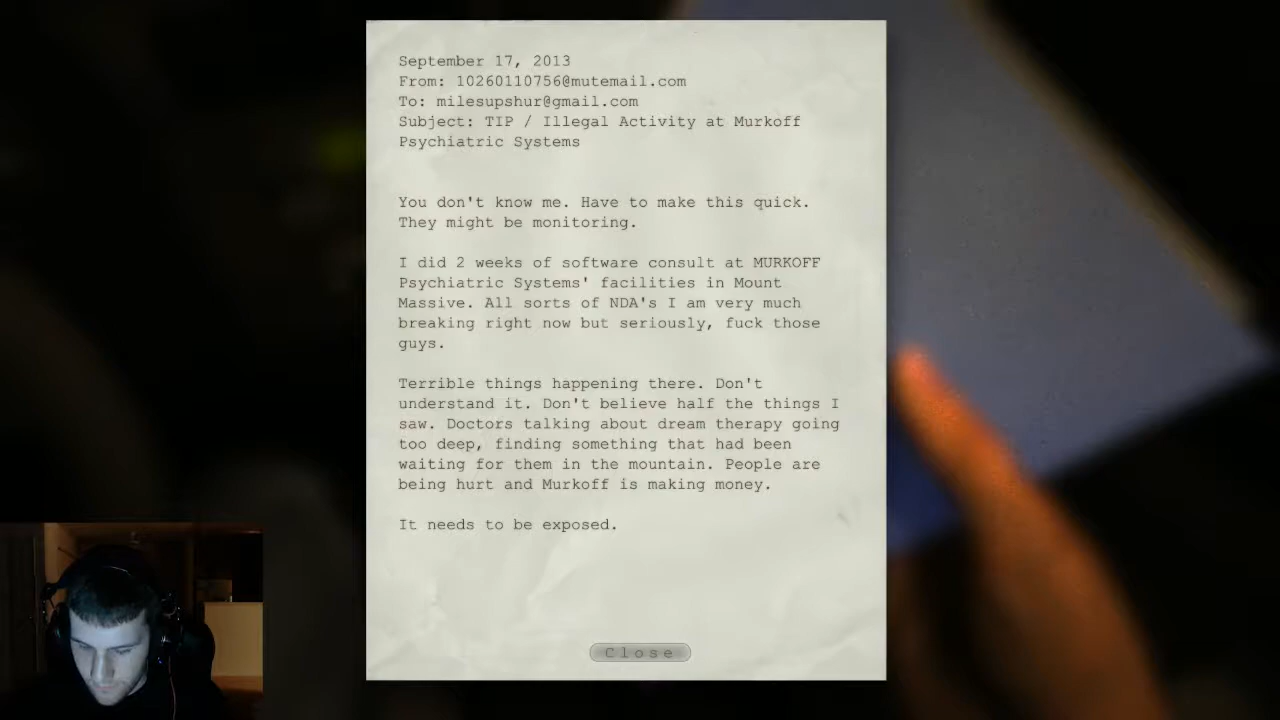 September 17, 2013
From: 10260110756@mutemail.com
To: milesupshur@gmail.com
Subject: TIP / Illegal Activity at Murkoff
Psychiatric Systems
You don't know me. Have to make this quick.
They might be monitoring.
I did 2 weeks of software consult at MURKOFF
Psychiatric Systems' facilities in Mount
Massive. All sorts of NDA's I am very much
breaking right now but seriously, fuck those
guys.
Terrible things happening there. Don't
understand it. Don't believe half the things I
saw. Doctors talking about dream therapy going
too deep, finding something that had been
waiting for them in the mountain. People are
being hurt and Murkoff is making money.
It needs to be exposed.
Close